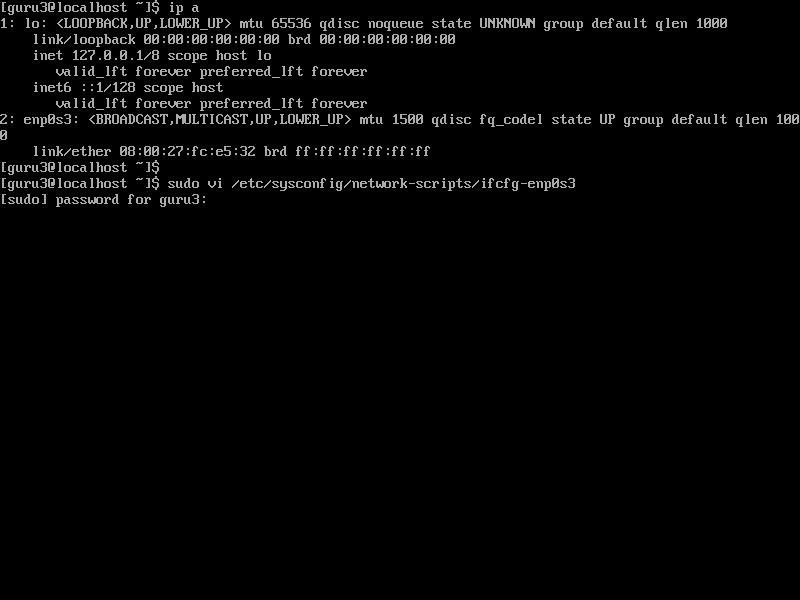 [guru3@localhost ~]$ ip a
1: lo: <LOOPBACK,UP,LOWER_UP> mtu 65536 qdisc noqueue state UNKNOWN group default qlen 1000
    link/loopback 00:00:00:00:00:00 brd 00:00:00:00:00:00
    inet 127.0.0.1/8 scope host lo
       valid_lft forever preferred_lft forever
    inet6 ::1/128 scope host
       valid_lft forever preferred_lft forever
2: enp0s3: <BROADCAST,MULTICAST,UP,LOWER_UP> mtu 1500 qdisc fq_codel state UP group default qlen 100
0
    link/ether 08:00:27:fc:e5:32 brd ff:ff:ff:ff:ff:ff
[guru3@localhost ~]$
[guru3@localhost ~]$ sudo vi /etc/sysconfig/network-scripts/ifcfg-enp0s3
[sudo] password for guru3: